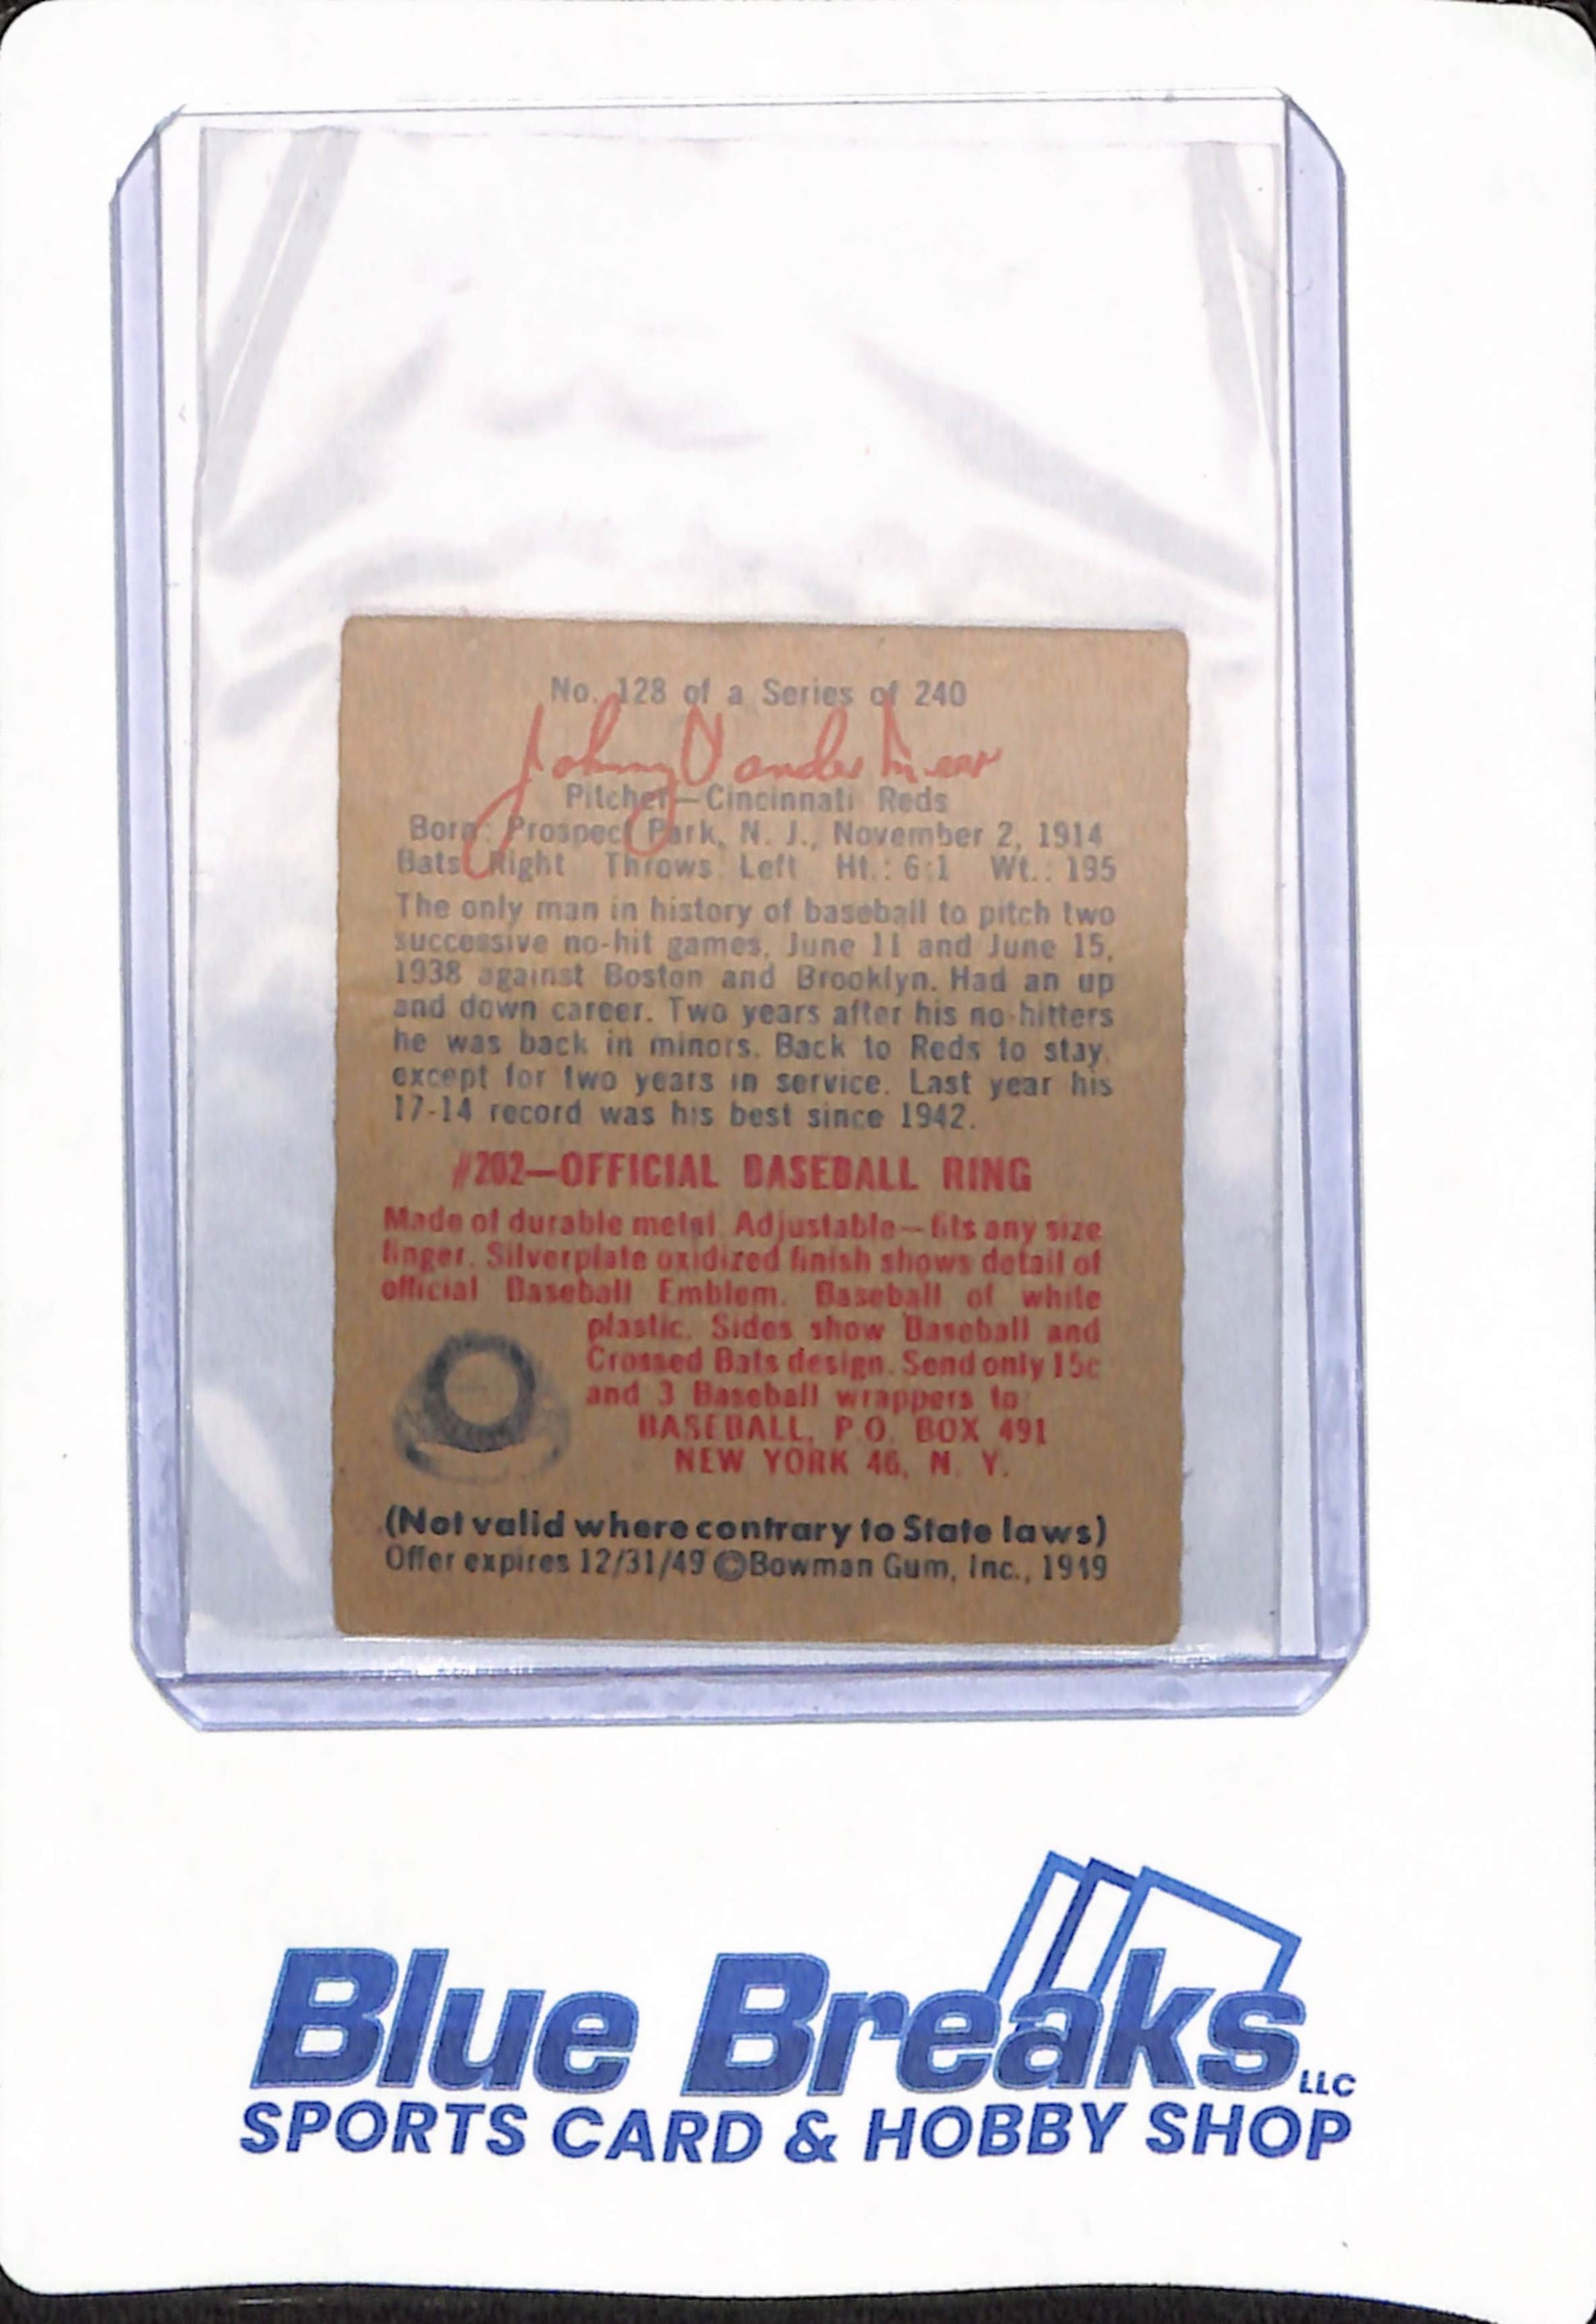 No. 128 of a Series of 240
Johnny Vander Meer
Pitcher—Cincinnati Reds
Born: Prospect Park, N. J., November 2, 1914
Bats: Right Throws: Left Ht.: 6:1 Wt.: 195
The only man in history of baseball to pitch two
successive no-hit games, June 11 and June 15,
1938 against Boston and Brooklyn. Had an up
and down career. Two years after his no-hitters
he was back in minors. Back to Reds to stay,
except for two years in service. Last year his
17-14 record was his best since 1942.
#202—OFFICIAL BASEBALL RING
Made of durable metal. Adjustable—fits any size
finger. Silverplate oxidized finish shows detail of
official Baseball Emblem. Baseball of white
plastic. Sides show Baseball and
Crossed Bats design. Send only 15c
and 3 Baseball wrappers to:
BASEBALL, P.O. BOX 491
NEW YORK 46, N. Y.
(Not valid where contrary to State laws)
Offer expires 12/31/49 ©Bowman Gum, Inc., 1949
Blue Breaks LLC
SPORTS CARD & HOBBY SHOP